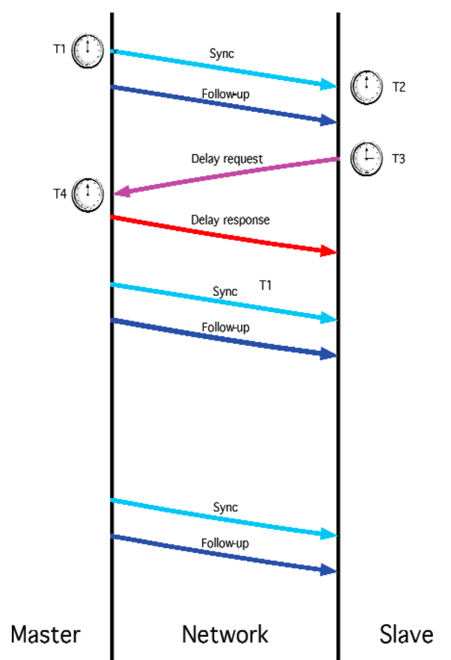 T1
Sync
Follow-up
T2
Delay request
T3
T4
Delay response
Sync
T1
Follow-up
Sync
Follow-up
Master
Network
Slave